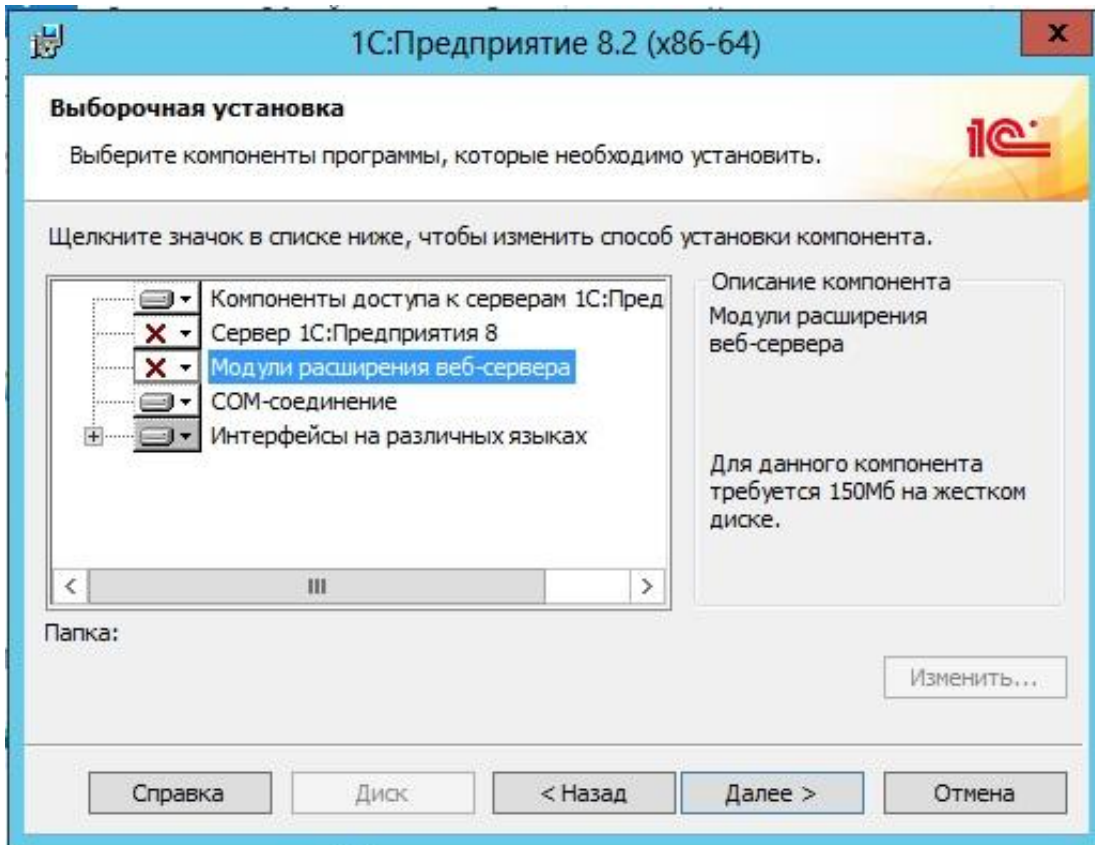 1С:Предприятие 8.2 (x86-64)
x
Выборочная установка
Выберите компоненты программы, которые необходимо установить.
1С
Щелкните значок в списке ниже, чтобы изменить способ установки компонента.
Компоненты доступа к серверам 1С:Пред
Сервер 1С:Предприятия 8
Модули расширения веб-сервера
COM-соединение
Интерфейсы на различных языках
Описание компонента
Модули расширения
веб-сервера
Для данного компонента
требуется 150Мб на жестком
диске.
Папка:
Изменить...
Справка
Диск
< Назад
Далее >
Отмена